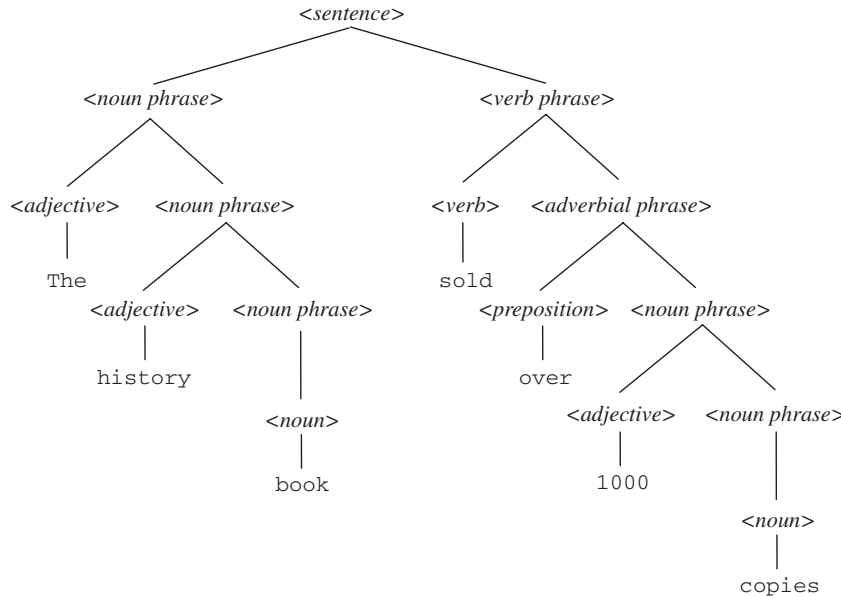 <sentence>
<noun phrase> <verb phrase>
<adjective> <noun phrase> <verb> <adverbial phrase>
The sold
<adjective> <noun phrase> <preposition> <noun phrase>
history over
<noun> <adjective> <noun phrase>
book 1000
<noun>
copies